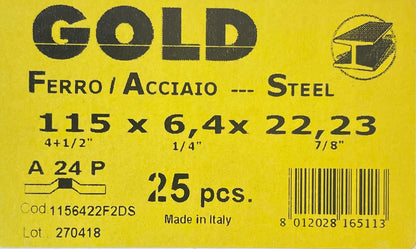 GOLD
FERRO / ACCIAIO --- STEEL
115 x 6,4x 22,23
4+1/2" 1/4" 7/8"
A 24 P
25 pcs.
Cod 1156422F2DS
Made in Italy
Lot. 270418
8 012028 165113